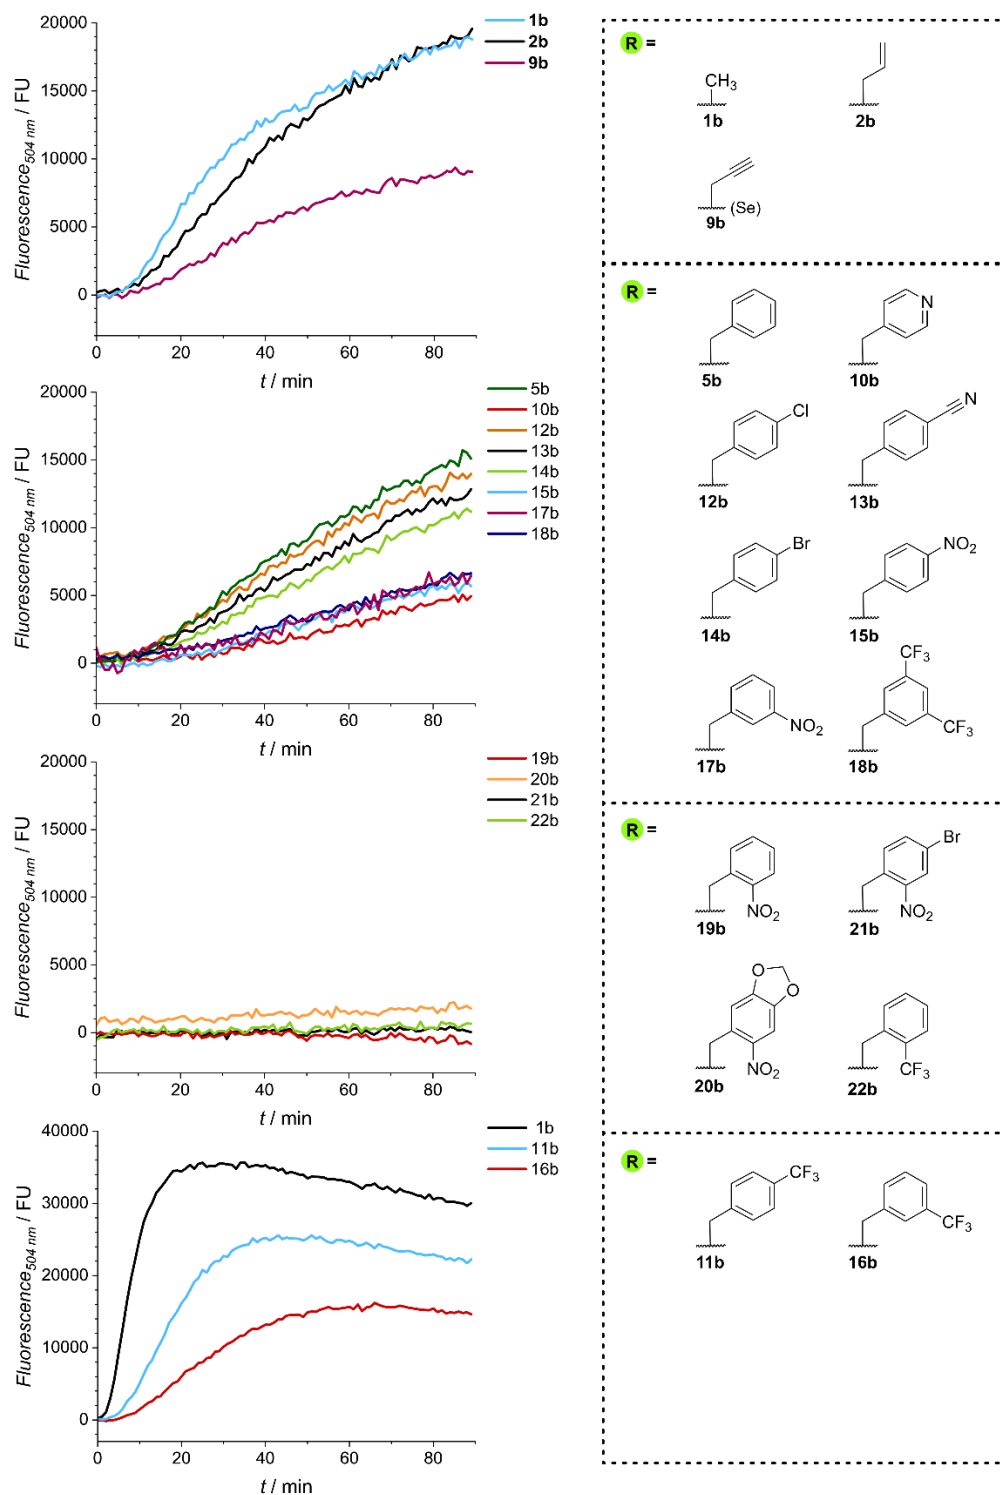 20000
15000
10000
5000
0
Fluorescence504 nm / FU
0 20 40 60 80
t / min
1b
2b
9b
R =
CH3
1b
2b
(Se)
9b
20000
15000
10000
5000
0
Fluorescence504 nm / FU
0 20 40 60 80
t / min
5b
10b
12b
13b
14b
15b
17b
18b
R =
N
5b
10b
Cl
N
12b
13b
Br
NO2
14b
15b
CF3
NO2
CF3
17b
18b
20000
15000
10000
5000
0
Fluorescence504 nm / FU
0 20 40 60 80
t / min
19b
20b
21b
22b
R =
Br
NO2
NO2
19b
21b
O
O
NO2
CF3
20b
22b
40000
30000
20000
10000
0
Fluorescence504 nm / FU
0 20 40 60 80
t / min
1b
11b
16b
R =
CF3
CF3
11b
16b